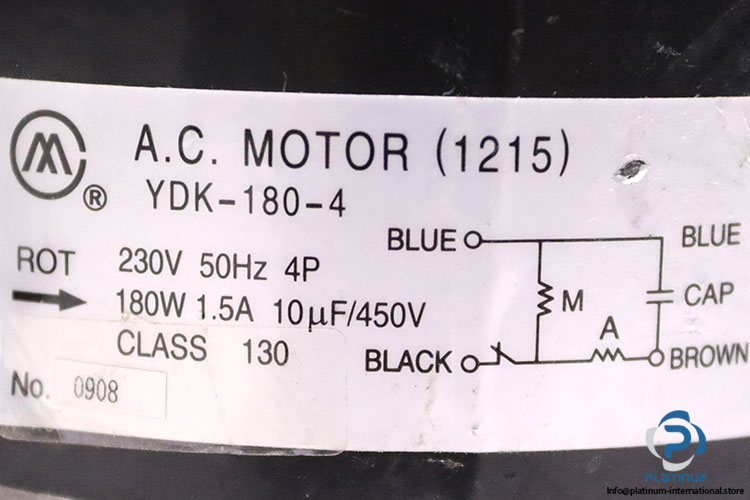 A.C. MOTOR (1215)
®
YDK-180-4
ROT 230V 50Hz 4P
180W 1.5A 10µF/450V
CLASS 130
No. 0908
BLUE BLUE
M CAP
A
BLACK BROWN
PLATINUM
Info@platinum-international.store